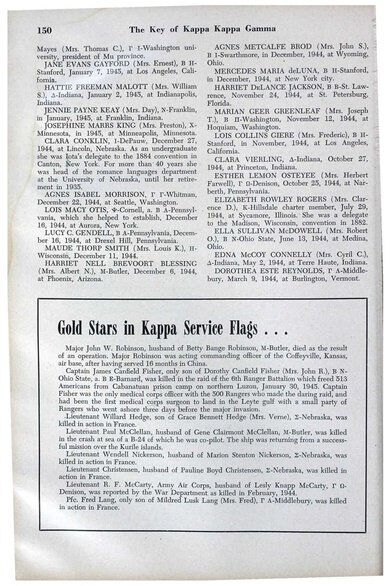 150 The Key of Kappa Kappa Gamma
Mayes (Mrs. Thomas C.), Γ Ι-Washington uni-
versity, president of Mu province.
JANE EVANS GAYFORD (Mrs. Ernest), B H-
Stanford, January 7, 1945, at Los Angeles, Cali-
fornia.
HATTIE FREEMAN MALOTT (Mrs. William
S.), Δ-Indiana, January 2, 1945, at Indianapolis,
Indiana.
JENNIE PAYNE KEAY (Mrs. Day), N-Franklin,
in January, 1945, at Franklin, Indiana.
JOSEPHINE MARRS KING (Mrs. Preston), X-
Minnesota, in 1945, at Minneapolis, Minnesota.
CLARA CONKLIN, I-DePauw, December 27,
1944, at Lincoln, Nebraska. As an undergraduate
she was Iota's delegate to the 1884 convention in
Canton, New York. For more than 40 years she
was head of the romance languages department
at the University of Nebraska, until her retire-
ment in 1935.
AGNES ISABEL MORRISON, Γ Γ-Whitman,
December 22, 1944, at Seattle, Washington.
LOIS MACY OTIS, Ψ-Cornell, a. B A-Pennsyl-
vania, which she helped to establish, December
16, 1944, at Aurora, New York.
LUCY C. GENDELL, B A-Pennsylvania, Decem-
ber 16, 1944, at Drexel Hill, Pennsylvania.
MAUDE THORP SMITH (Mrs. Louis K.), H-
Wisconsin, December 11, 1944.
HARRIET NELL BREVOORT BLESSING
(Mrs. Albert N.), M-Butler, December 6, 1944,
at Phoenix, Arizona.
AGNES METCALFE BROD (Mrs. John S.),
B I-Swarthmore, in December, 1944, at Wyoming,
Ohio.
MERCEDES MARIA deLUNA, B H-Stanford,
in December, 1944, at New York city.
HARRIET DELANCE JACKSON, B B-St. Law-
rence, November 24, 1944, at St. Petersburg,
Florida.
MARIAN GEER GREENLEAF (Mrs. Joseph
T.), B Π-Washington, November 12, 1944, at
Hoquiam, Washington.
LOIS COLLINS GIERE (Mrs. Frederic), B H-
Stanford, in November, 1944, at Los Angeles,
California.
CLARA VIERLING, Δ-Indiana, October 27,
1944, at Princeton, Indiana.
ESTHER LEMON OSTEYEE (Mrs. Herbert
Farwell), Γ Ω-Denison, October 25, 1944, at Nar-
berth, Pennsylvania.
ELIZABETH ROWLEY ROGERS (Mrs. Clar-
ence D.), K-Hillsdale charter member, July 29,
1944, at Sycamore, Illinois. She was a delegate
to the Madison, Wisconsin, convention in 1882.
ELLA SULLIVAN McDOWELL (Mrs. Robert
O.), B N-Ohio State, June 13, 1944, at Medina,
Ohio.
EDNA McCOY CONNELLY (Mrs. Cyril C.),
Δ-Indiana, May 2, 1944, at Terre Haute, Indiana.
DOROTHEA ESTE REYNOLDS, Γ Λ-Middle-
bury, March 9, 1944, at Burlington, Vermont.
Gold Stars in Kappa Service Flags . . .
Major John W. Robinson, husband of Betty Bange Robinson, M-Butler, died as the result
of an operation. Major Robinson was acting commanding officer of the Coffeyville, Kansas,
air base, after having served 16 months in China.
Captain James Canfield Fisher, only son of Dorothy Canfield Fisher (Mrs. John R.), B N-
Ohio State, a. B E-Barnard, was killed in the raid of the 6th Ranger Battalion which freed 513
Americans from Cabanatuan prison camp on northern Luzon, January 30, 1945. Captain
Fisher was the only medical corps officer with the 500 Rangers who made the daring raid, and
had been the first medical corps surgeon to land in the Leyte gulf with a small party of
Rangers who went ashore three days before the major invasion.
Lieutenant Willard Hedge, son of Grace Bennett Hedge (Mrs. Verne), Σ-Nebraska, was
killed in action in France.
Lieutenant Paul McClellan, husband of Gene Clairmont McClellan, M-Butler, was killed
in the crash at sea of a B-24 of which he was co-pilot. The ship was returning from a success-
ful mission over the Kurile islands.
Lieutenant Wendell Nickerson, husband of Marion Stenten Nickerson, Σ-Nebraska, was
killed in action in France.
Lieutenant Christensen, husband of Pauline Boyd Christensen, Σ-Nebraska, was killed in
action in France.
Lieutenant R. F. McCarty, Army Air Corps, husband of Lesly Knapp McCarty, Γ Ω-
Denison, was reported by the War Department as killed in February, 1944.
Pfc. Fred Lang, only son of Mildred Lusk Lang (Mrs. Fred), Γ Λ-Middlebury, was killed
in action in France.